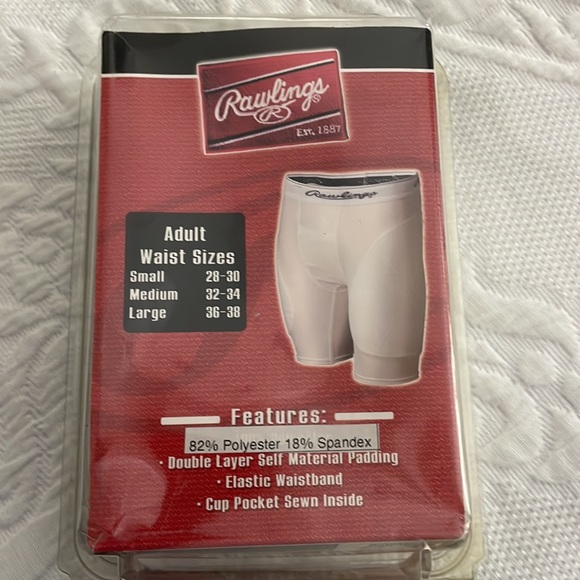 Rawlings®
R
Est. 1887
Rawlings
Adult
Waist Sizes
Small 28-30
Medium 32-34
Large 36-38
Features:
82% Polyester 18% Spandex
· Double Layer Self Material Padding
· Elastic Waistband
· Cup Pocket Sewn Inside